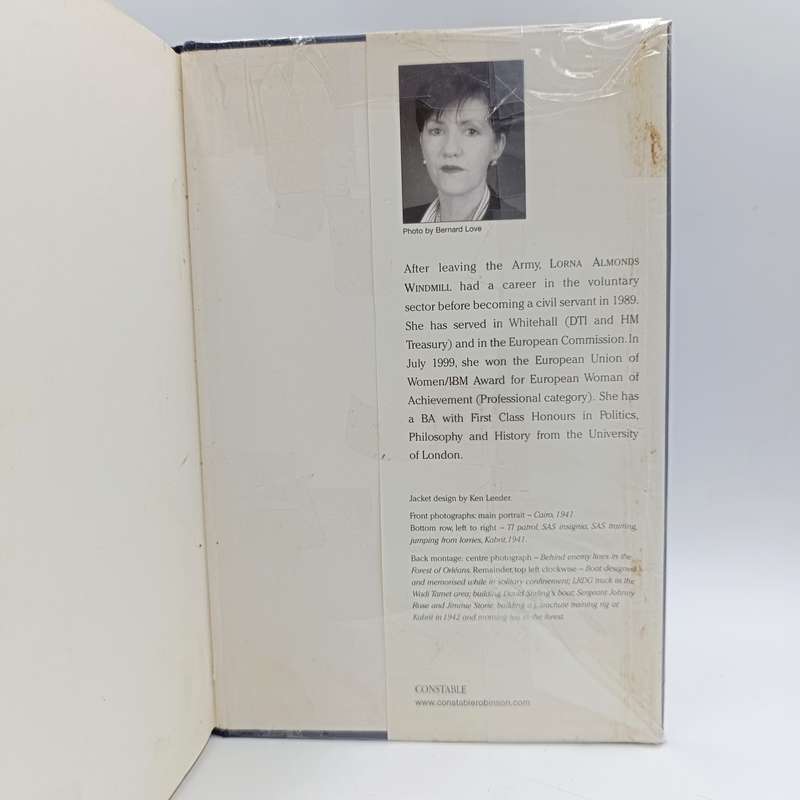 Photo by Bernard Love
After leaving the Army, LORNA ALMONDS
WINDMILL had a career in the voluntary
sector before becoming a civil servant in 1989.
She has served in Whitehall (DTI and HM
Treasury) and in the European Commission. In
July 1999, she won the European Union of
Women/IBM Award for European Woman of
Achievement (Professional category). She has
a BA with First Class Honours in Politics,
Philosophy and History from the University
of London.
Jacket design by Ken Leeder.
Front photographs: main portrait – Cairo, 1941.
Bottom row, left to right – T1 patrol, SAS insignia, SAS training,
jumping from lorries, Kabrit, 1941.
Back montage: centre photograph – Behind enemy lines in the
Forest of Orléans. Remainder, top left clockwise – Boat designed
and memorised while in solitary confinement; LRDG truck in the
Wadi Tamet area; building David Stirling's boat; Sergeant Johnny
Rose and Jimmie Storie building a parachute training rig at
Kabrit in 1942 and morning tea in the forest.
CONSTABLE
www.constablerobinson.com